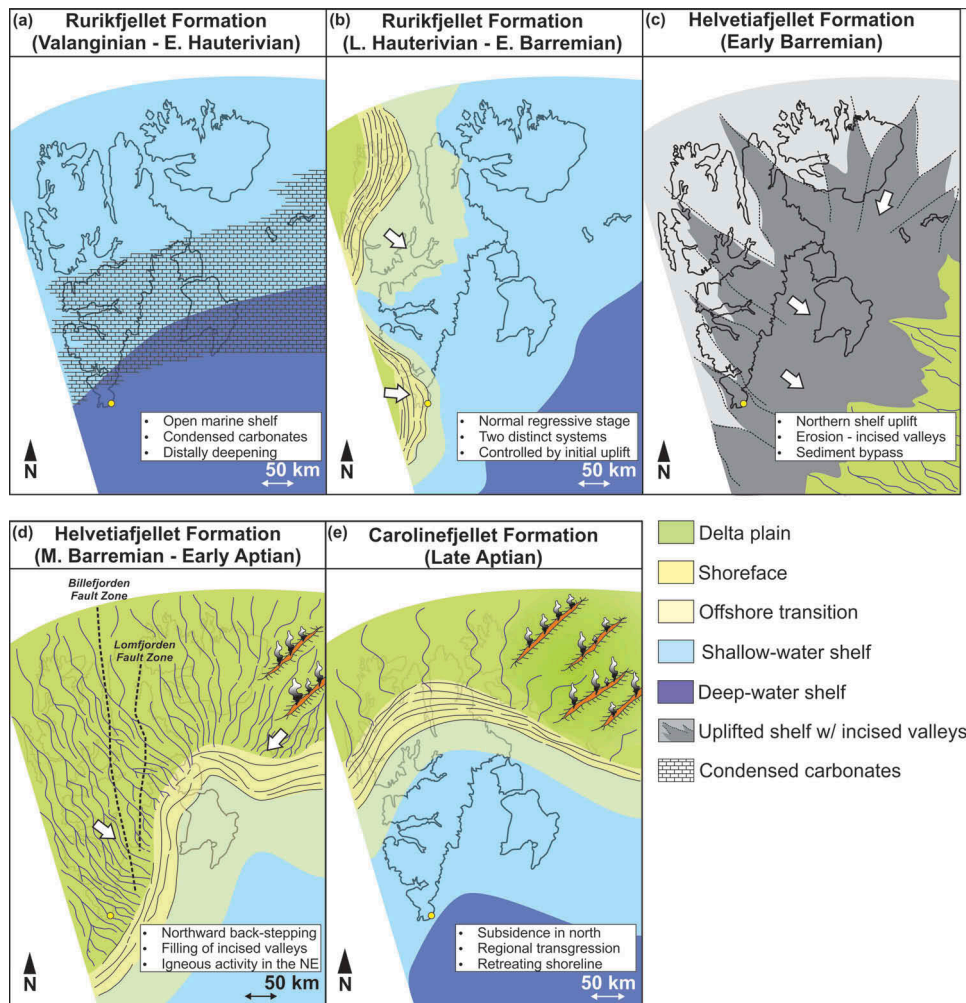 (a) Rurikfjellet Formation
(Valanginian - E. Hauterivian)
N
• Open marine shelf
• Condensed carbonates
• Distally deepening
50 km
(b) Rurikfjellet Formation
(L. Hauterivian - E. Barremian)
N
• Normal regressive stage
• Two distinct systems
• Controlled by initial uplift
50 km
(c) Helvetiafjellet Formation
(Early Barremian)
N
• Northern shelf uplift
• Erosion - incised valleys
• Sediment bypass
50 km
(d) Helvetiafjellet Formation
(M. Barremian - Early Aptian)
Billefjorden
Fault Zone
Lomfjorden
Fault Zone
N
• Northward back-stepping
• Filling of incised valleys
• Igneous activity in the NE
50 km
(e) Carolinefjellet Formation
(Late Aptian)
N
• Subsidence in north
• Regional transgression
• Retreating shoreline
50 km
Delta plain
Shoreface
Offshore transition
Shallow-water shelf
Deep-water shelf
Uplifted shelf w/ incised valleys
Condensed carbonates